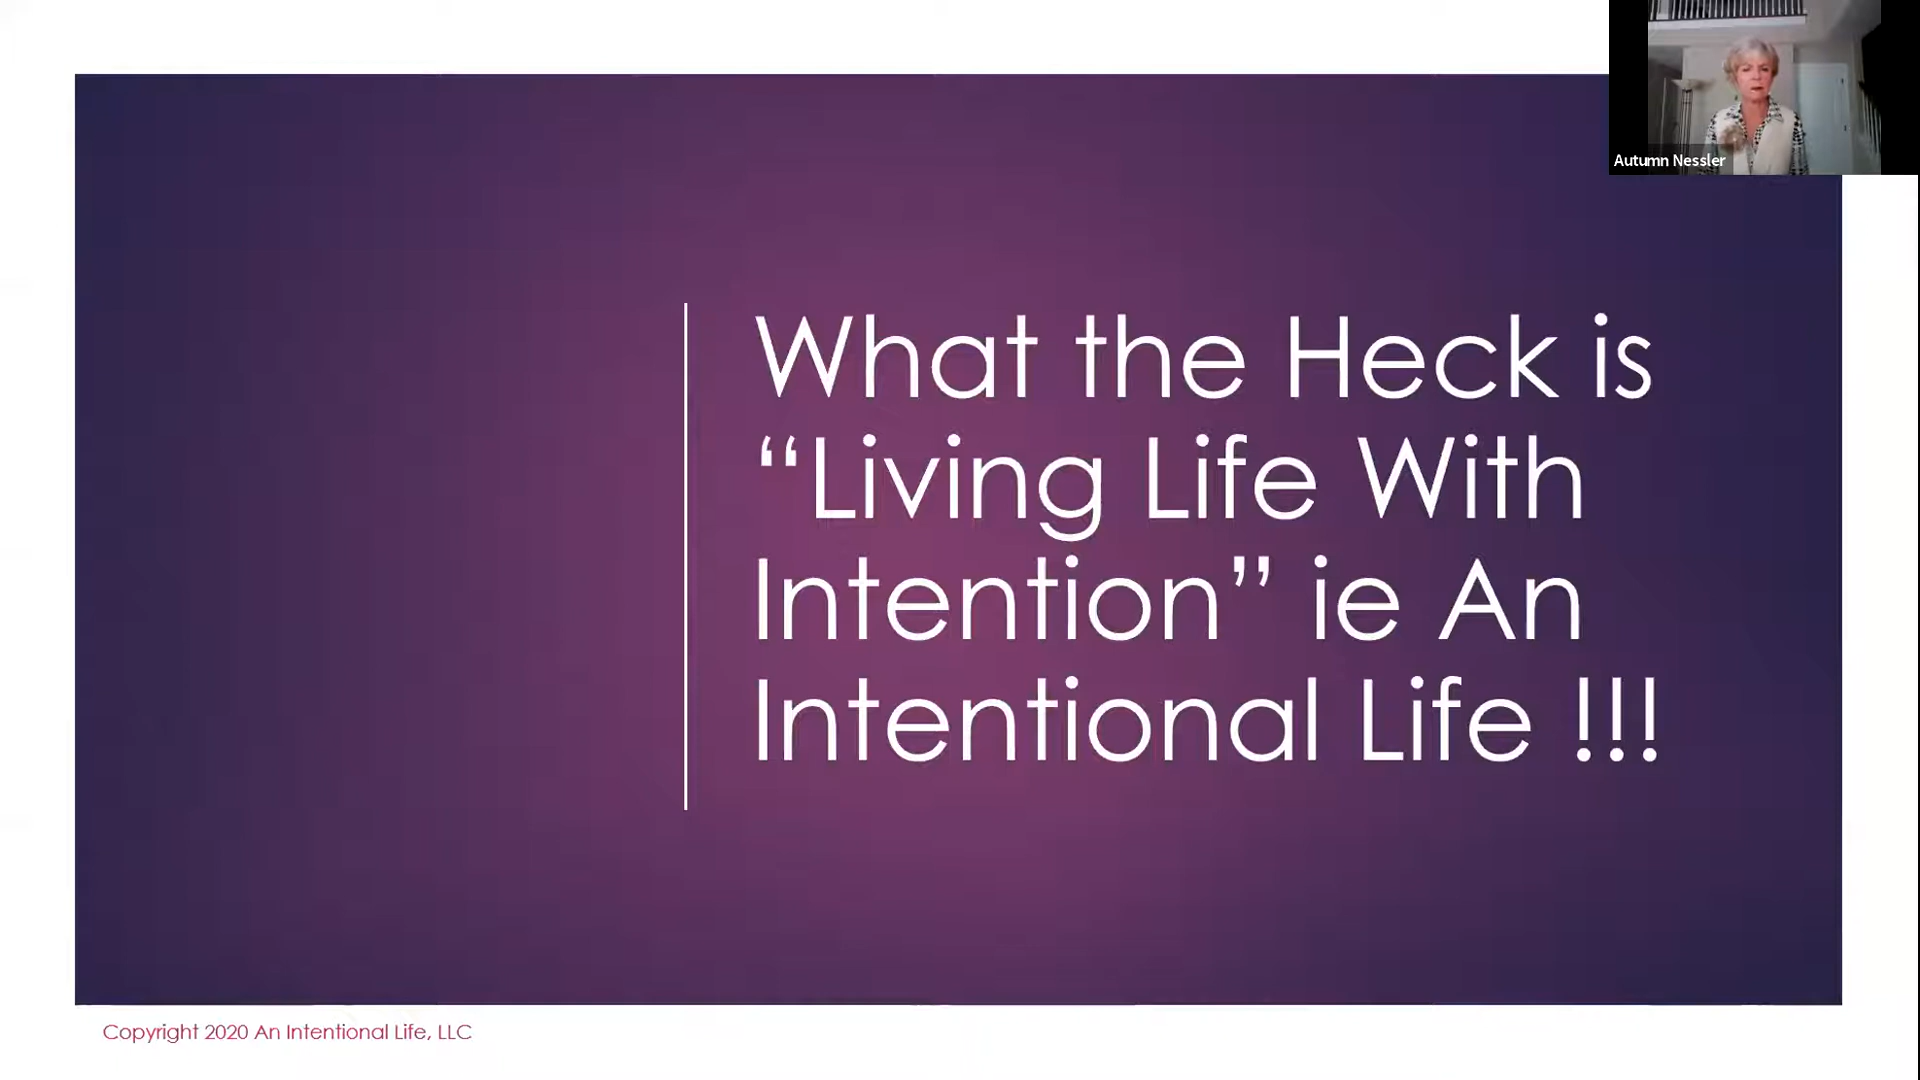 Autumn Nessler
What the Heck is
“Living Life With
Intention” ie An
Intentional Life !!!
Copyright 2020 An Intentional Life, LLC